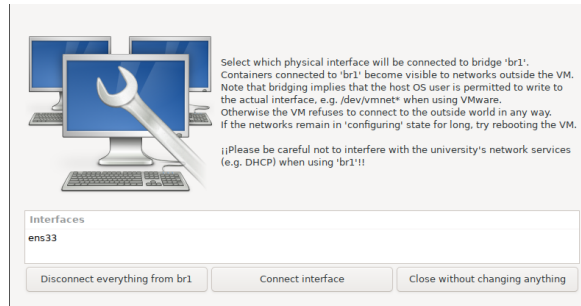 Select which physical interface will be connected to bridge 'br1'.
Containers connected to 'br1' become visible to networks outside the VM.
Note that bridging implies that the host OS user is permitted to write to
the actual interface, e.g. /dev/vmnet* when using VMware.
Otherwise the VM refuses to connect to the outside world in any way.
If the networks remain in 'configuring' state for long, try rebooting the VM.
¡¡Please be careful not to interfere with the university's network services
(e.g. DHCP) when using 'br1'!!
Interfaces
ens33
Disconnect everything from br1
Connect interface
Close without changing anything